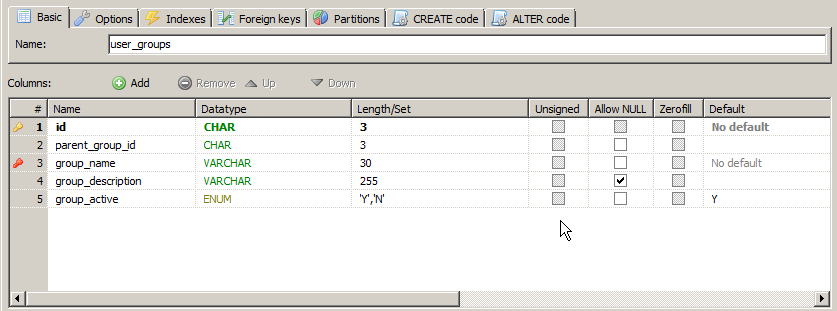 Basic Options Indexes Foreign keys Partitions CREATE code ALTER code
Name: user_groups
Columns: Add Remove Up Down
# Name Datatype Length/Set Unsigned Allow NULL Zerofill Default
1 id CHAR 3 No default
2 parent_group_id CHAR 3
3 group_name VARCHAR 30 No default
4 group_description VARCHAR 255
5 group_active ENUM 'Y','N' Y